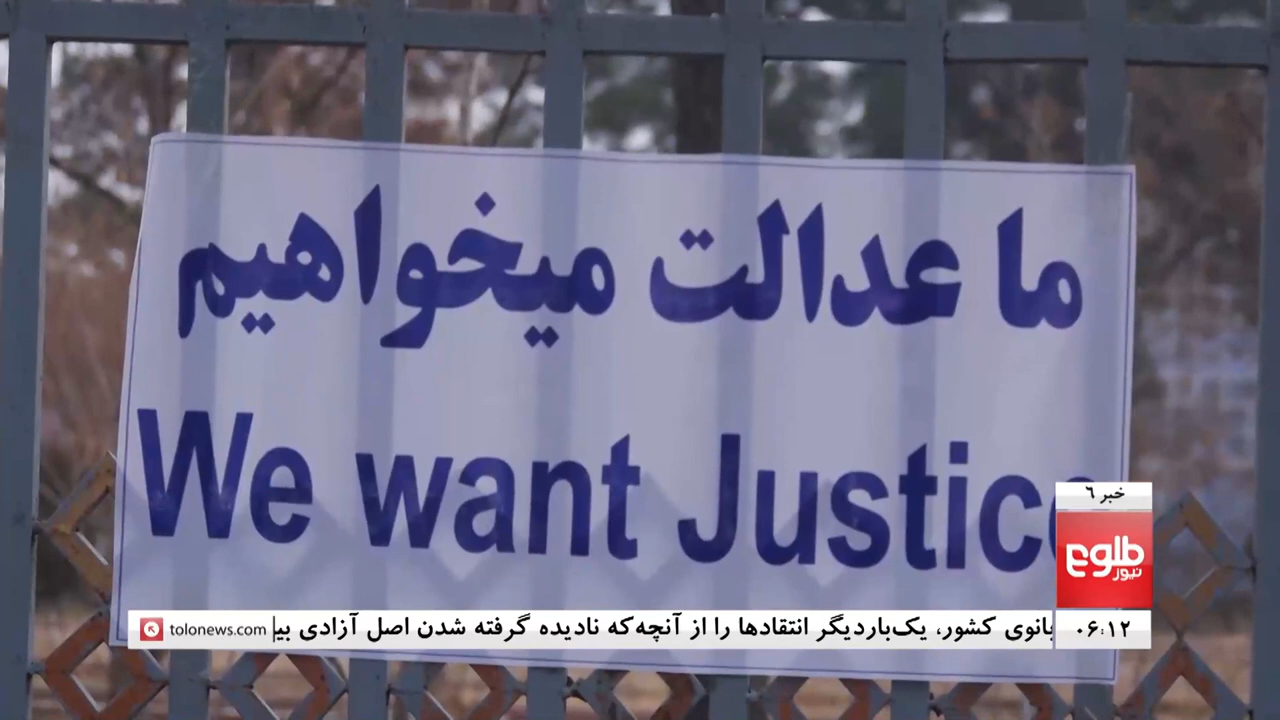 ما عدالت میخواهیم
We want Justice
خبر ۶
طلوع
نیوز
tolonews.com
بانوی کشور، یک‌باردیگر انتقادها را از آنچه‌که نادیده گرفته شدن اصل آزادی بیا
۰۶:۱۲